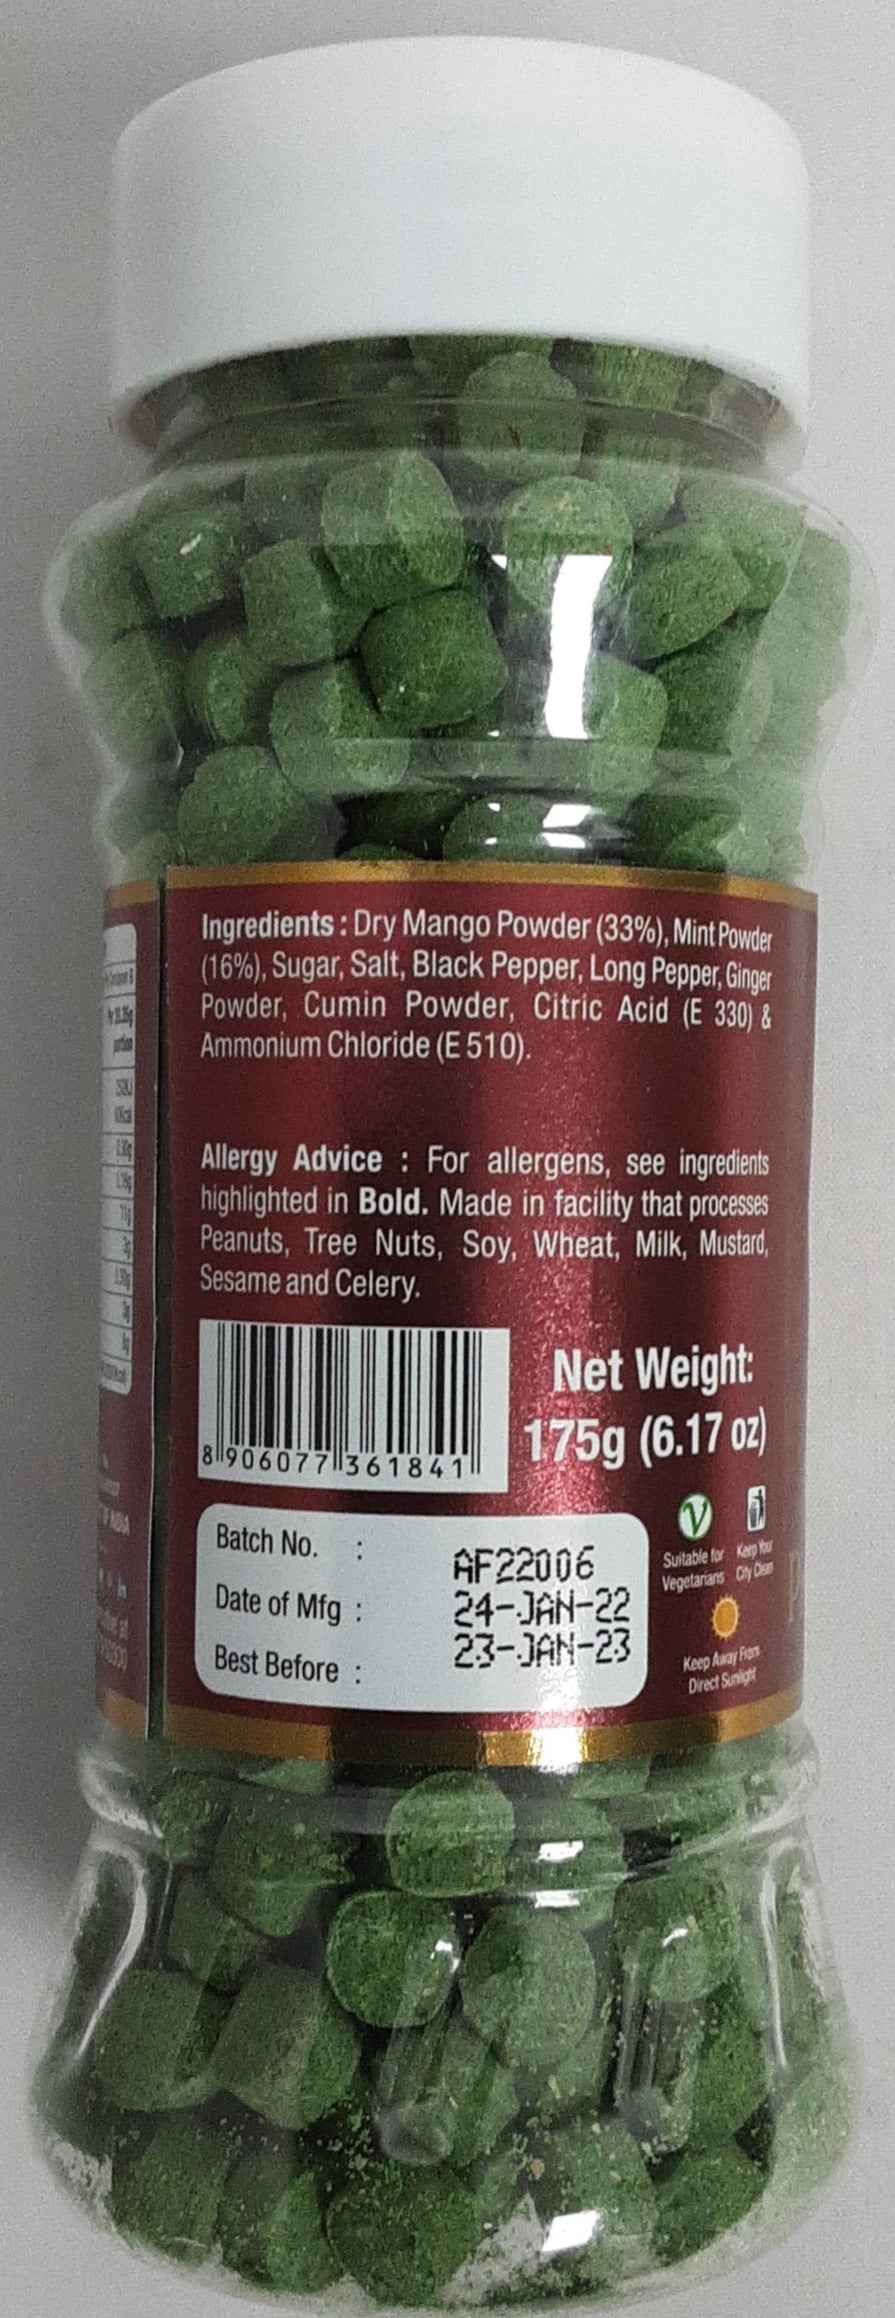 Ingredients : Dry Mango Powder (33%), Mint Powder
(16%), Sugar, Salt, Black Pepper, Long Pepper, Ginger
Powder, Cumin Powder, Citric Acid (E 330) &
Ammonium Chloride (E 510).
Allergy Advice : For allergens, see ingredients
highlighted in Bold. Made in facility that processes
Peanuts, Tree Nuts, Soy, Wheat, Milk, Mustard,
Sesame and Celery.
8 906077 361841
Net Weight:
175g (6.17 oz)
Batch No. : AF22006
Date of Mfg : 24-JAN-22
Best Before : 23-JAN-23
V
Suitable for
Vegetarians
Keep Your
City Clean
Keep Away From
Direct Sunlight
portion